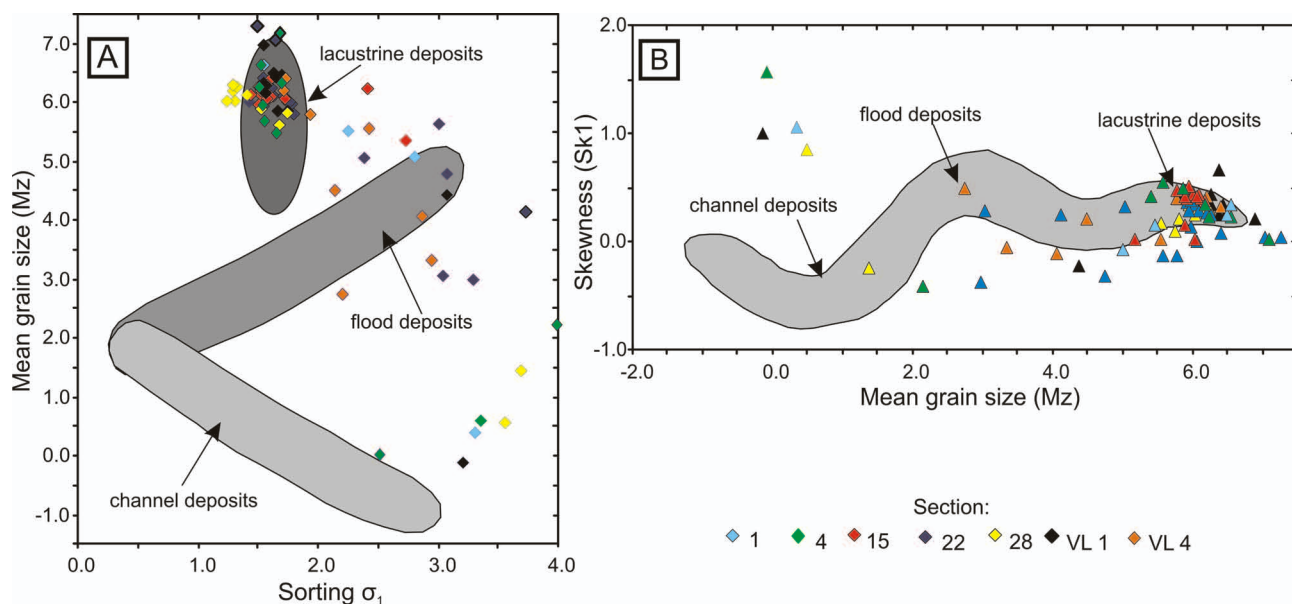 A
7.0
6.0
5.0
4.0
3.0
2.0
1.0
0.0
-1.0
Mean grain size (Mz)
lacustrine deposits
flood deposits
channel deposits
0.0 1.0 2.0 3.0 4.0
Sorting σ1
B
2.0
1.0
0.0
-1.0
Skewness (Sk1)
flood deposits
lacustrine deposits
channel deposits
-2.0 0.0 2.0 4.0 6.0
Mean grain size (Mz)
Section:
1 4 15 22 28 VL 1 VL 4